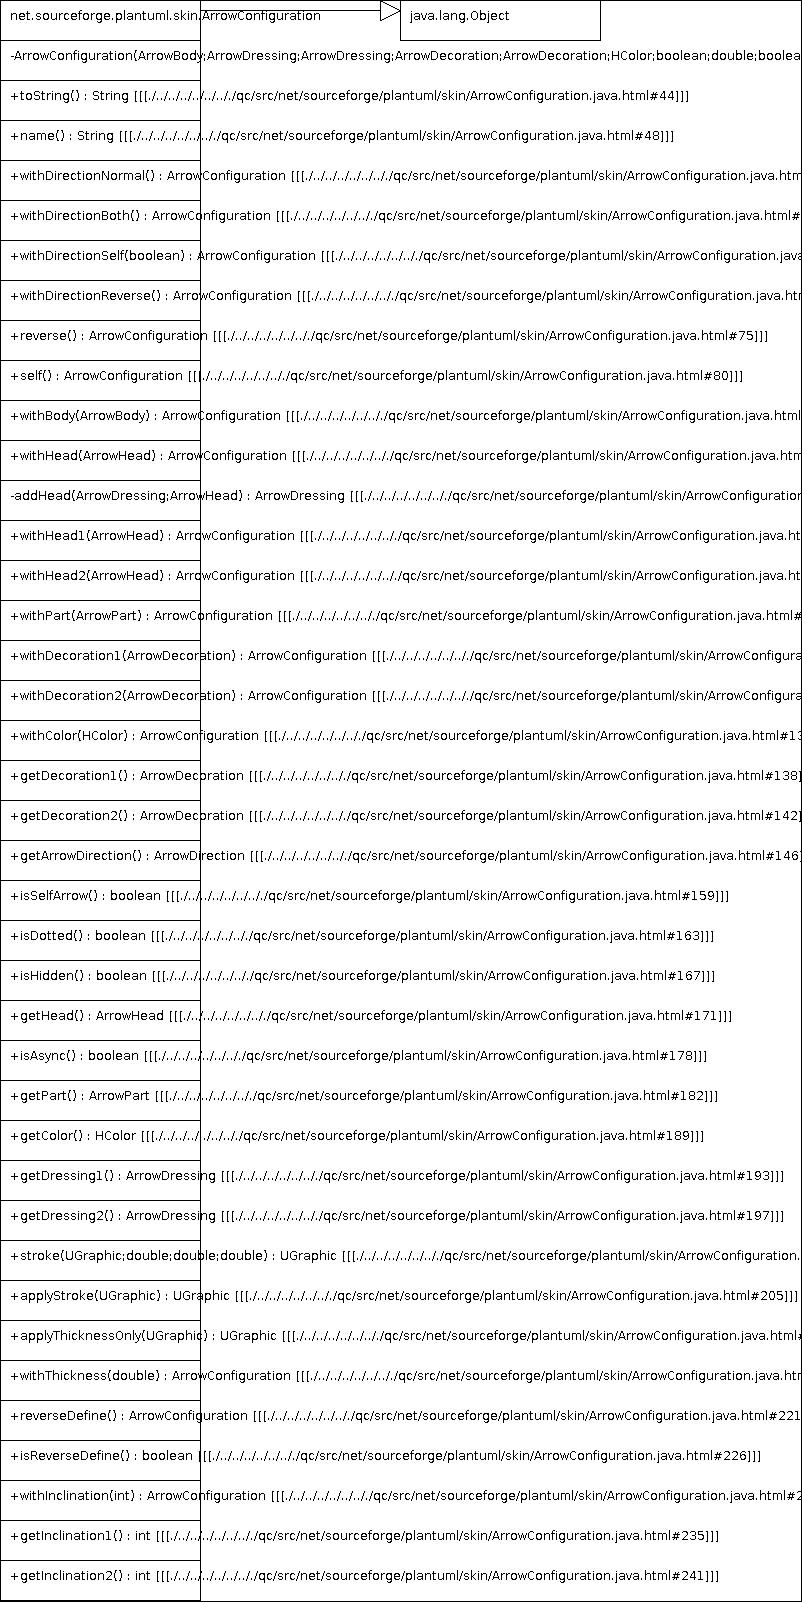 net.sourceforge.plantuml.skin.ArrowConfiguration
java.lang.Object
-ArrowConfiguration(ArrowBody;ArrowDressing;ArrowDressing;ArrowDecoration;ArrowDecoration;HColor;boolean;double;boolea
+toString() : String [[[./../../../../../../../qc/src/net/sourceforge/plantuml/skin/ArrowConfiguration.java.html#44]]]
+name() : String [[[./../../../../../../../qc/src/net/sourceforge/plantuml/skin/ArrowConfiguration.java.html#48]]]
+withDirectionNormal() : ArrowConfiguration [[[./../../../../../../../qc/src/net/sourceforge/plantuml/skin/ArrowConfiguration.java.htm
+withDirectionBoth() : ArrowConfiguration [[[./../../../../../../../qc/src/net/sourceforge/plantuml/skin/ArrowConfiguration.java.html#
+withDirectionSelf(boolean) : ArrowConfiguration [[[./../../../../../../../qc/src/net/sourceforge/plantuml/skin/ArrowConfiguration.java
+withDirectionReverse() : ArrowConfiguration [[[./../../../../../../../qc/src/net/sourceforge/plantuml/skin/ArrowConfiguration.java.htm
+reverse() : ArrowConfiguration [[[./../../../../../../../qc/src/net/sourceforge/plantuml/skin/ArrowConfiguration.java.html#75]]]
+self() : ArrowConfiguration [[[./../../../../../../../qc/src/net/sourceforge/plantuml/skin/ArrowConfiguration.java.html#80]]]
+withBody(ArrowBody) : ArrowConfiguration [[[./../../../../../../../qc/src/net/sourceforge/plantuml/skin/ArrowConfiguration.java.html
+withHead(ArrowHead) : ArrowConfiguration [[[./../../../../../../../qc/src/net/sourceforge/plantuml/skin/ArrowConfiguration.java.htm
-addHead(ArrowDressing;ArrowHead) : ArrowDressing [[[./../../../../../../../qc/src/net/sourceforge/plantuml/skin/ArrowConfiguration
+withHead1(ArrowHead) : ArrowConfiguration [[[./../../../../../../../qc/src/net/sourceforge/plantuml/skin/ArrowConfiguration.java.ht
+withHead2(ArrowHead) : ArrowConfiguration [[[./../../../../../../../qc/src/net/sourceforge/plantuml/skin/ArrowConfiguration.java.ht
+withPart(ArrowPart) : ArrowConfiguration [[[./../../../../../../../qc/src/net/sourceforge/plantuml/skin/ArrowConfiguration.java.html#
+withDecoration1(ArrowDecoration) : ArrowConfiguration [[[./../../../../../../../qc/src/net/sourceforge/plantuml/skin/ArrowConfigura
+withDecoration2(ArrowDecoration) : ArrowConfiguration [[[./../../../../../../../qc/src/net/sourceforge/plantuml/skin/ArrowConfigura
+withColor(HColor) : ArrowConfiguration [[[./../../../../../../../qc/src/net/sourceforge/plantuml/skin/ArrowConfiguration.java.html#13
+getDecoration1() : ArrowDecoration [[[./../../../../../../../qc/src/net/sourceforge/plantuml/skin/ArrowConfiguration.java.html#138]
+getDecoration2() : ArrowDecoration [[[./../../../../../../../qc/src/net/sourceforge/plantuml/skin/ArrowConfiguration.java.html#142]
+getArrowDirection() : ArrowDirection [[[./../../../../../../../qc/src/net/sourceforge/plantuml/skin/ArrowConfiguration.java.html#146]
+isSelfArrow() : boolean [[[./../../../../../../../qc/src/net/sourceforge/plantuml/skin/ArrowConfiguration.java.html#159]]]
+isDotted() : boolean [[[./../../../../../../../qc/src/net/sourceforge/plantuml/skin/ArrowConfiguration.java.html#163]]]
+isHidden() : boolean [[[./../../../../../../../qc/src/net/sourceforge/plantuml/skin/ArrowConfiguration.java.html#167]]]
+getHead() : ArrowHead [[[./../../../../../../../qc/src/net/sourceforge/plantuml/skin/ArrowConfiguration.java.html#171]]]
+isAsync() : boolean [[[./../../../../../../../qc/src/net/sourceforge/plantuml/skin/ArrowConfiguration.java.html#178]]]
+getPart() : ArrowPart [[[./../../../../../../../qc/src/net/sourceforge/plantuml/skin/ArrowConfiguration.java.html#182]]]
+getColor() : HColor [[[./../../../../../../../qc/src/net/sourceforge/plantuml/skin/ArrowConfiguration.java.html#189]]]
+getDressing1() : ArrowDressing [[[./../../../../../../../qc/src/net/sourceforge/plantuml/skin/ArrowConfiguration.java.html#193]]]
+getDressing2() : ArrowDressing [[[./../../../../../../../qc/src/net/sourceforge/plantuml/skin/ArrowConfiguration.java.html#197]]]
+stroke(UGraphic;double;double;double) : UGraphic [[[./../../../../../../../qc/src/net/sourceforge/plantuml/skin/ArrowConfiguration.
+applyStroke(UGraphic) : UGraphic [[[./../../../../../../../qc/src/net/sourceforge/plantuml/skin/ArrowConfiguration.java.html#205]]]
+applyThicknessOnly(UGraphic) : UGraphic [[[./../../../../../../../qc/src/net/sourceforge/plantuml/skin/ArrowConfiguration.java.html#
+withThickness(double) : ArrowConfiguration [[[./../../../../../../../qc/src/net/sourceforge/plantuml/skin/ArrowConfiguration.java.htm
+reverseDefine() : ArrowConfiguration [[[./../../../../../../../qc/src/net/sourceforge/plantuml/skin/ArrowConfiguration.java.html#221
+isReverseDefine() : boolean [[[./../../../../../../../qc/src/net/sourceforge/plantuml/skin/ArrowConfiguration.java.html#226]]]
+withInclination(int) : ArrowConfiguration [[[./../../../../../../../qc/src/net/sourceforge/plantuml/skin/ArrowConfiguration.java.html#2
+getInclination1() : int [[[./../../../../../../../qc/src/net/sourceforge/plantuml/skin/ArrowConfiguration.java.html#235]]]
+getInclination2() : int [[[./../../../../../../../qc/src/net/sourceforge/plantuml/skin/ArrowConfiguration.java.html#241]]]